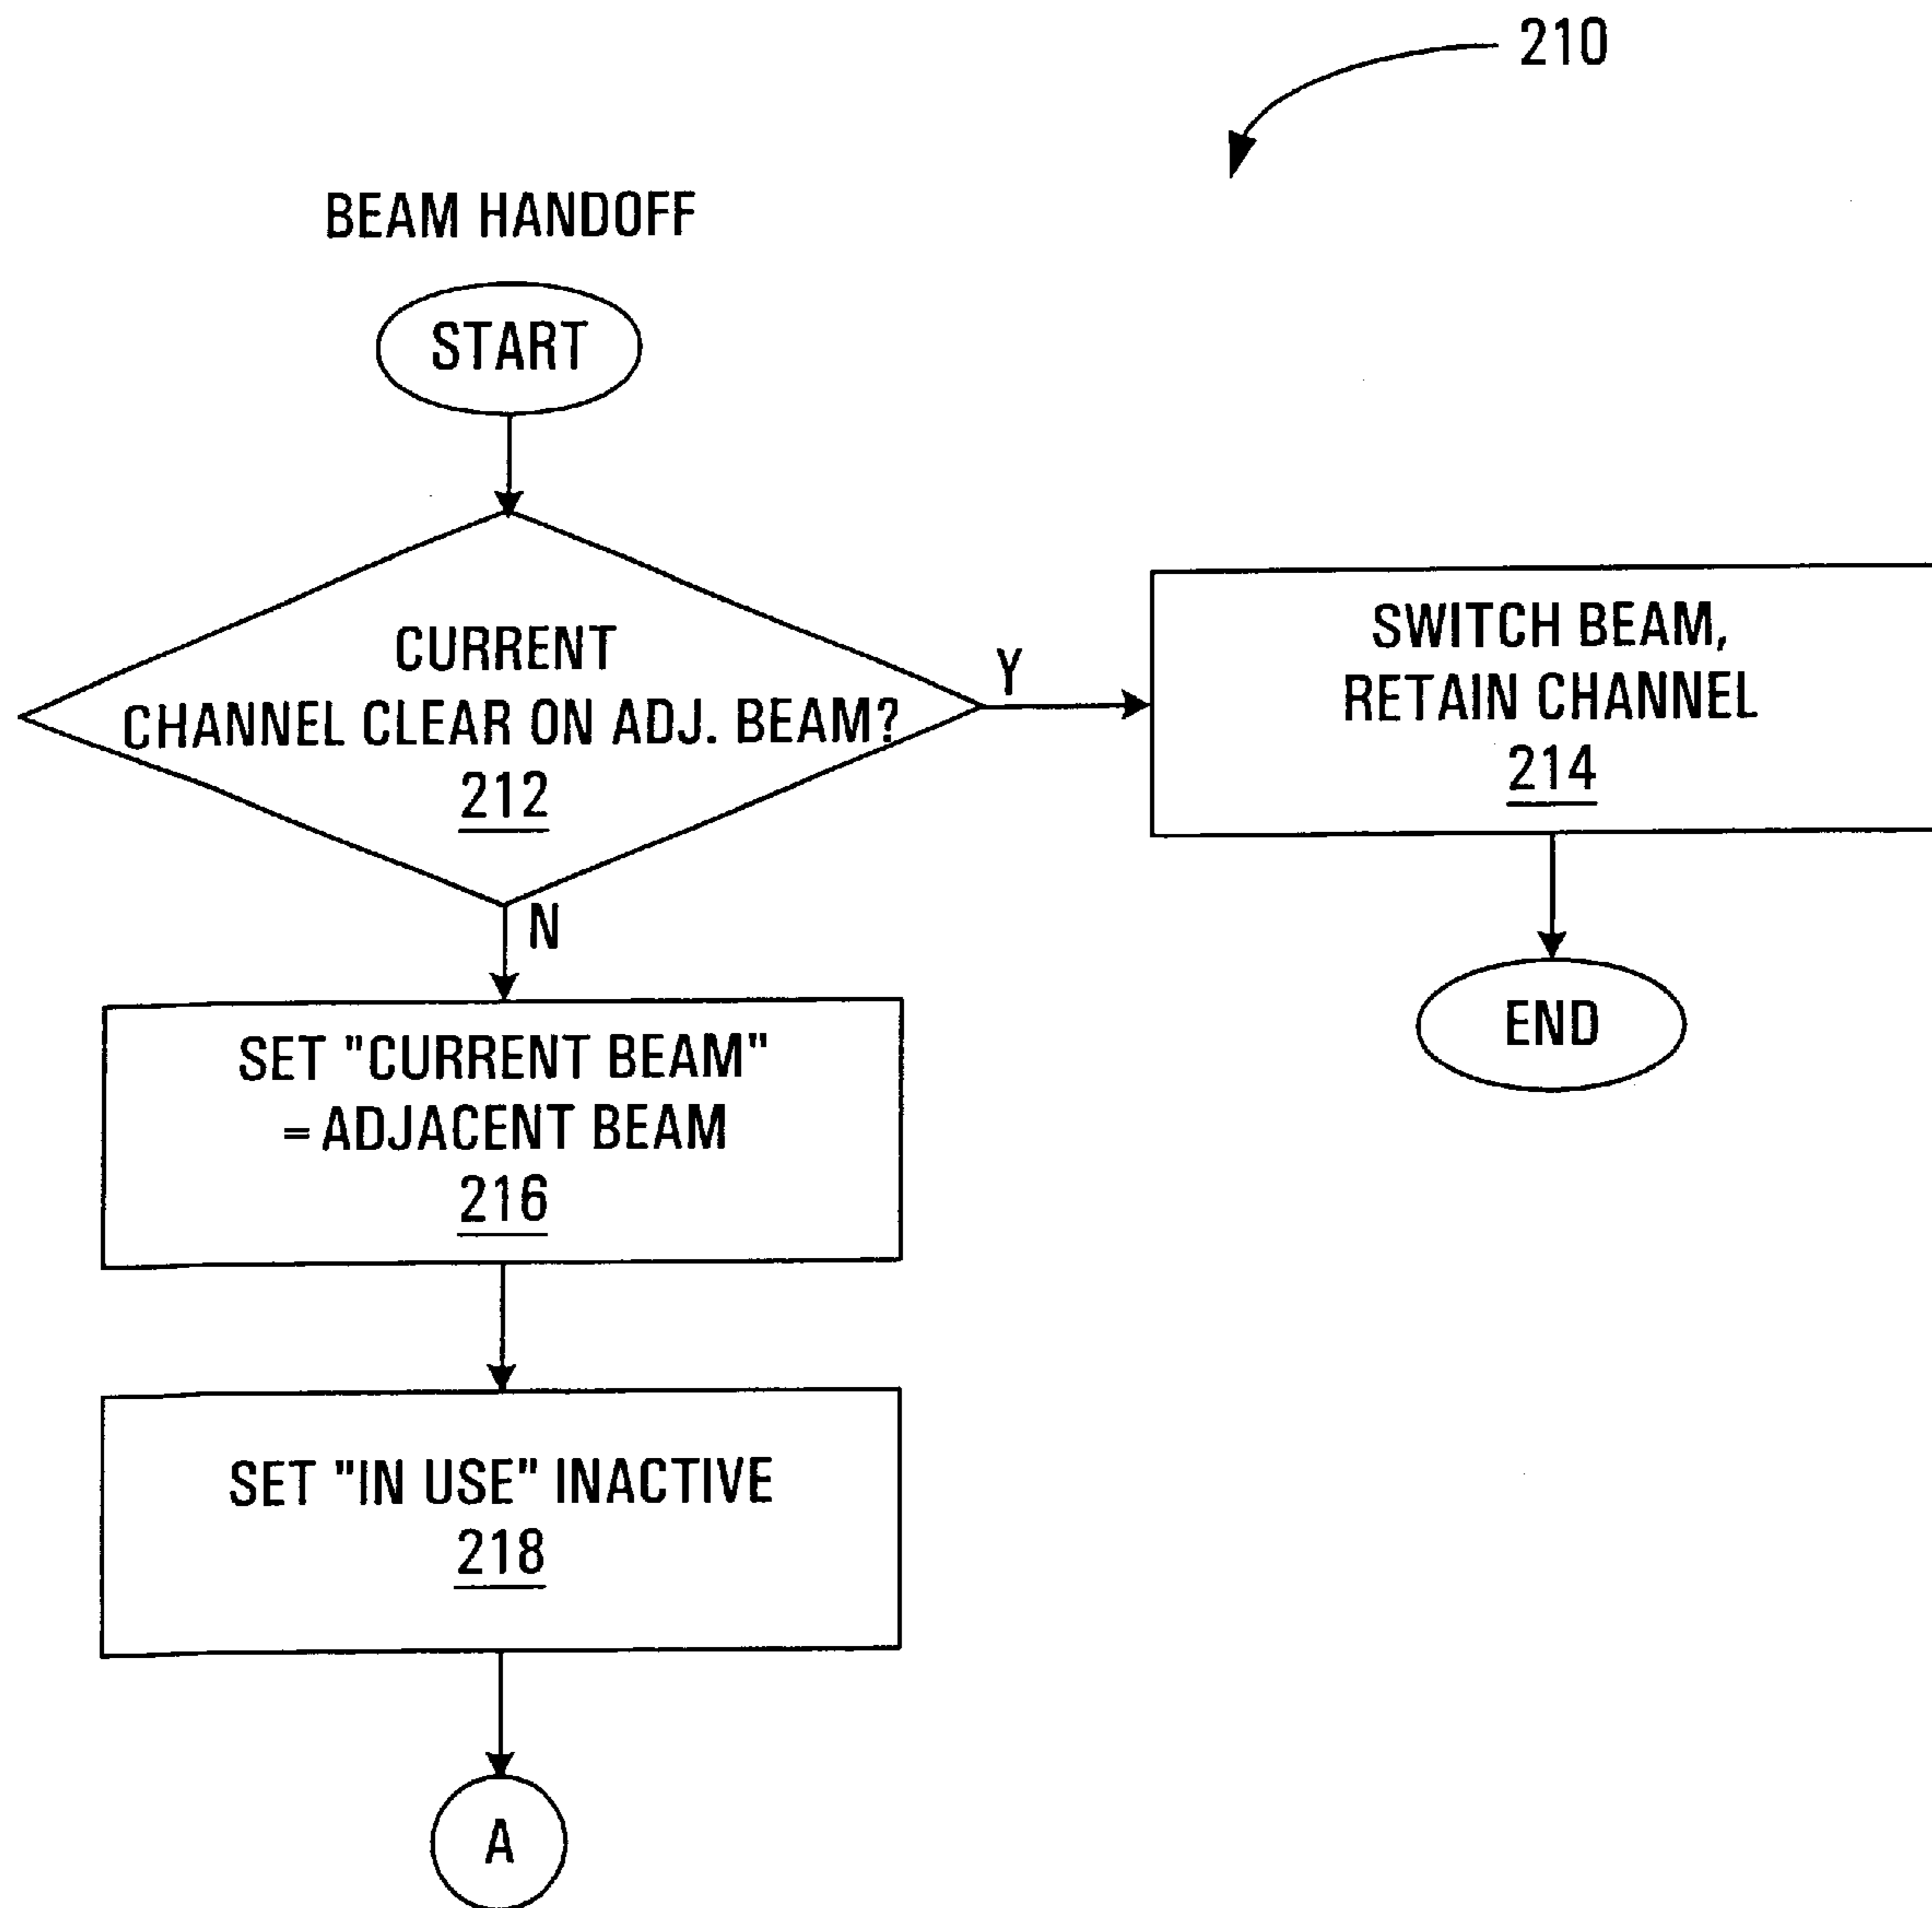 210
BEAM HANDOFF
START
CURRENT
CHANNEL CLEAR ON ADJ. BEAM?
212
Y
SWITCH BEAM,
RETAIN CHANNEL
214
END
N
SET "CURRENT BEAM"
= ADJACENT BEAM
216
SET "IN USE" INACTIVE
218
A